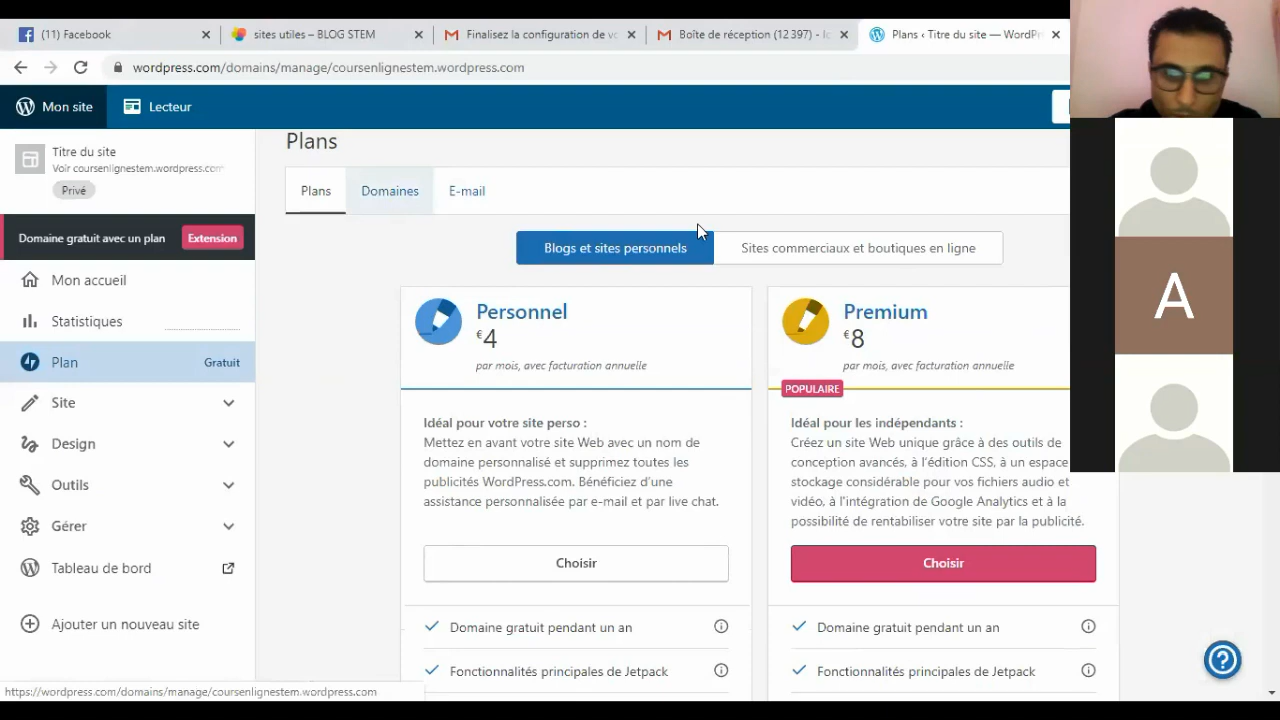 (11) Facebook
sites utiles – BLOG STEM
Finalisez la configuration de vo
Boîte de réception (12 397) -
Plans ‹ Titre du site — WordPr
wordpress.com/domains/manage/coursenlignestem.wordpress.com
Mon site
Lecteur
Titre du site
Voir coursenlignestem.wordpress.com
Privé
Domaine gratuit avec un plan
Extension
Mon accueil
Statistiques
Plan
Gratuit
Site
Design
Outils
Gérer
Tableau de bord
Ajouter un nouveau site
https://wordpress.com/domains/manage/coursenlignestem.wordpress.com
Plans
Plans
Domaines
E-mail
Blogs et sites personnels
Sites commerciaux et boutiques en ligne
Personnel
€4
par mois, avec facturation annuelle
Idéal pour votre site perso :
Mettez en avant votre site Web avec un nom de
domaine personnalisé et supprimez toutes les
publicités WordPress.com. Bénéficiez d'une
assistance personnalisée par e-mail et par live chat.
Choisir
Domaine gratuit pendant un an
Fonctionnalités principales de Jetpack
Premium
€8
par mois, avec facturation annuelle
POPULAIRE
Idéal pour les indépendants :
Créez un site Web unique grâce à des outils de
conception avancés, à l'édition CSS, à un espace
stockage considérable pour vos fichiers audio et
vidéo, à l'intégration de Google Analytics et à la
possibilité de rentabiliser votre site par la publicité.
Choisir
Domaine gratuit pendant un an
Fonctionnalités principales de Jetpack
A